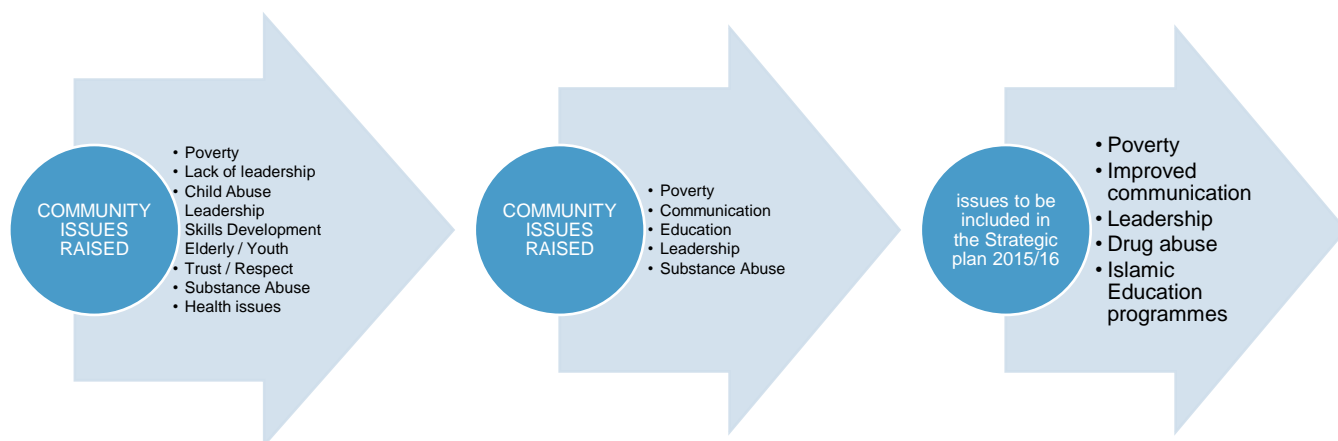 COMMUNITY
ISSUES
RAISED
• Poverty
• Lack of leadership
• Child Abuse
Leadership
Skills Development
Elderly / Youth
• Trust / Respect
• Substance Abuse
• Health issues
COMMUNITY
ISSUES
RAISED
• Poverty
• Communication
• Education
• Leadership
• Substance Abuse
issues to be
included in
the Strategic
plan 2015/16
• Poverty
• Improved
communication
• Leadership
• Drug abuse
• Islamic
Education
programmes